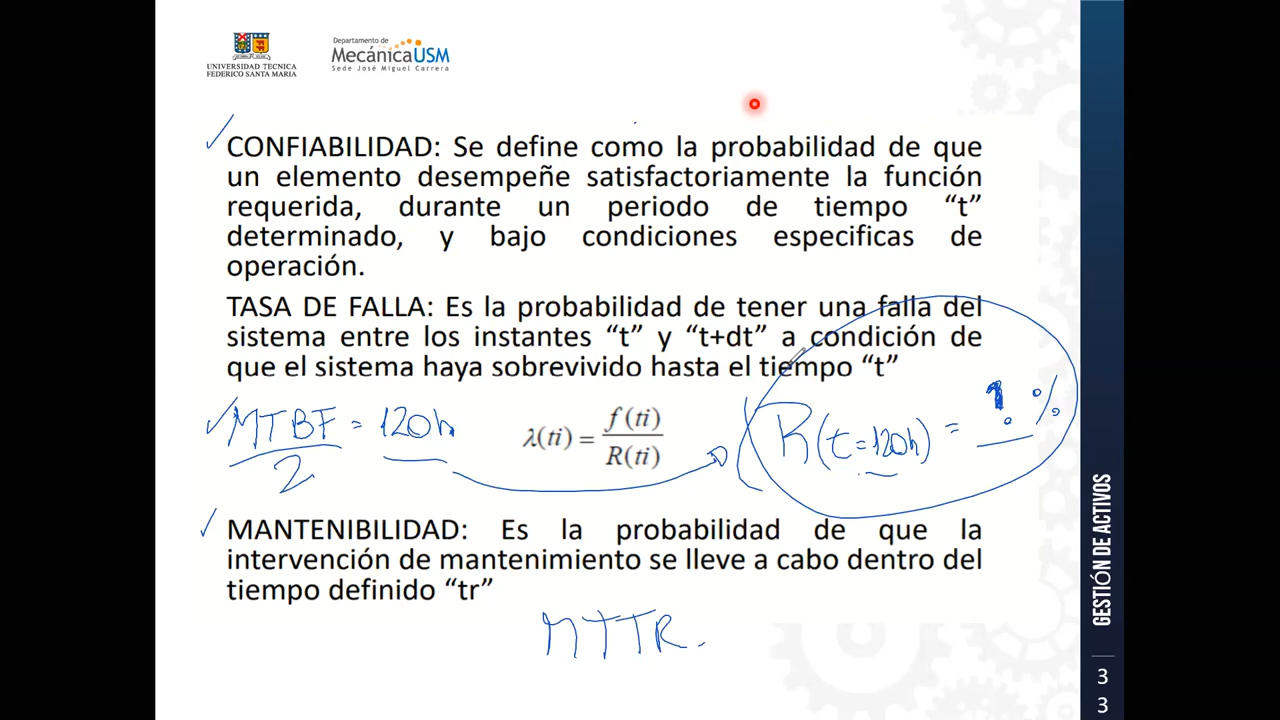 UNIVERSIDAD TECNICA
FEDERICO SANTA MARIA
Departamento de
MecánicaUSM
Sede José Miguel Carrera
CONFIABILIDAD: Se define como la probabilidad de que
un elemento desempeñe satisfactoriamente la función
requerida, durante un periodo de tiempo “t”
determinado, y bajo condiciones especificas de
operación.
TASA DE FALLA: Es la probabilidad de tener una falla del
sistema entre los instantes “t” y “t+dt” a condición de
que el sistema haya sobrevivido hasta el tiempo “t”
MTBF = 120h
2
λ(ti) = f(ti) / R(ti)
R(t=120h) = %
MANTENIBILIDAD: Es la probabilidad de que la
intervención de mantenimiento se lleve a cabo dentro del
tiempo definido “tr”
MTTR.
GESTIÓN DE ACTIVOS
3
3